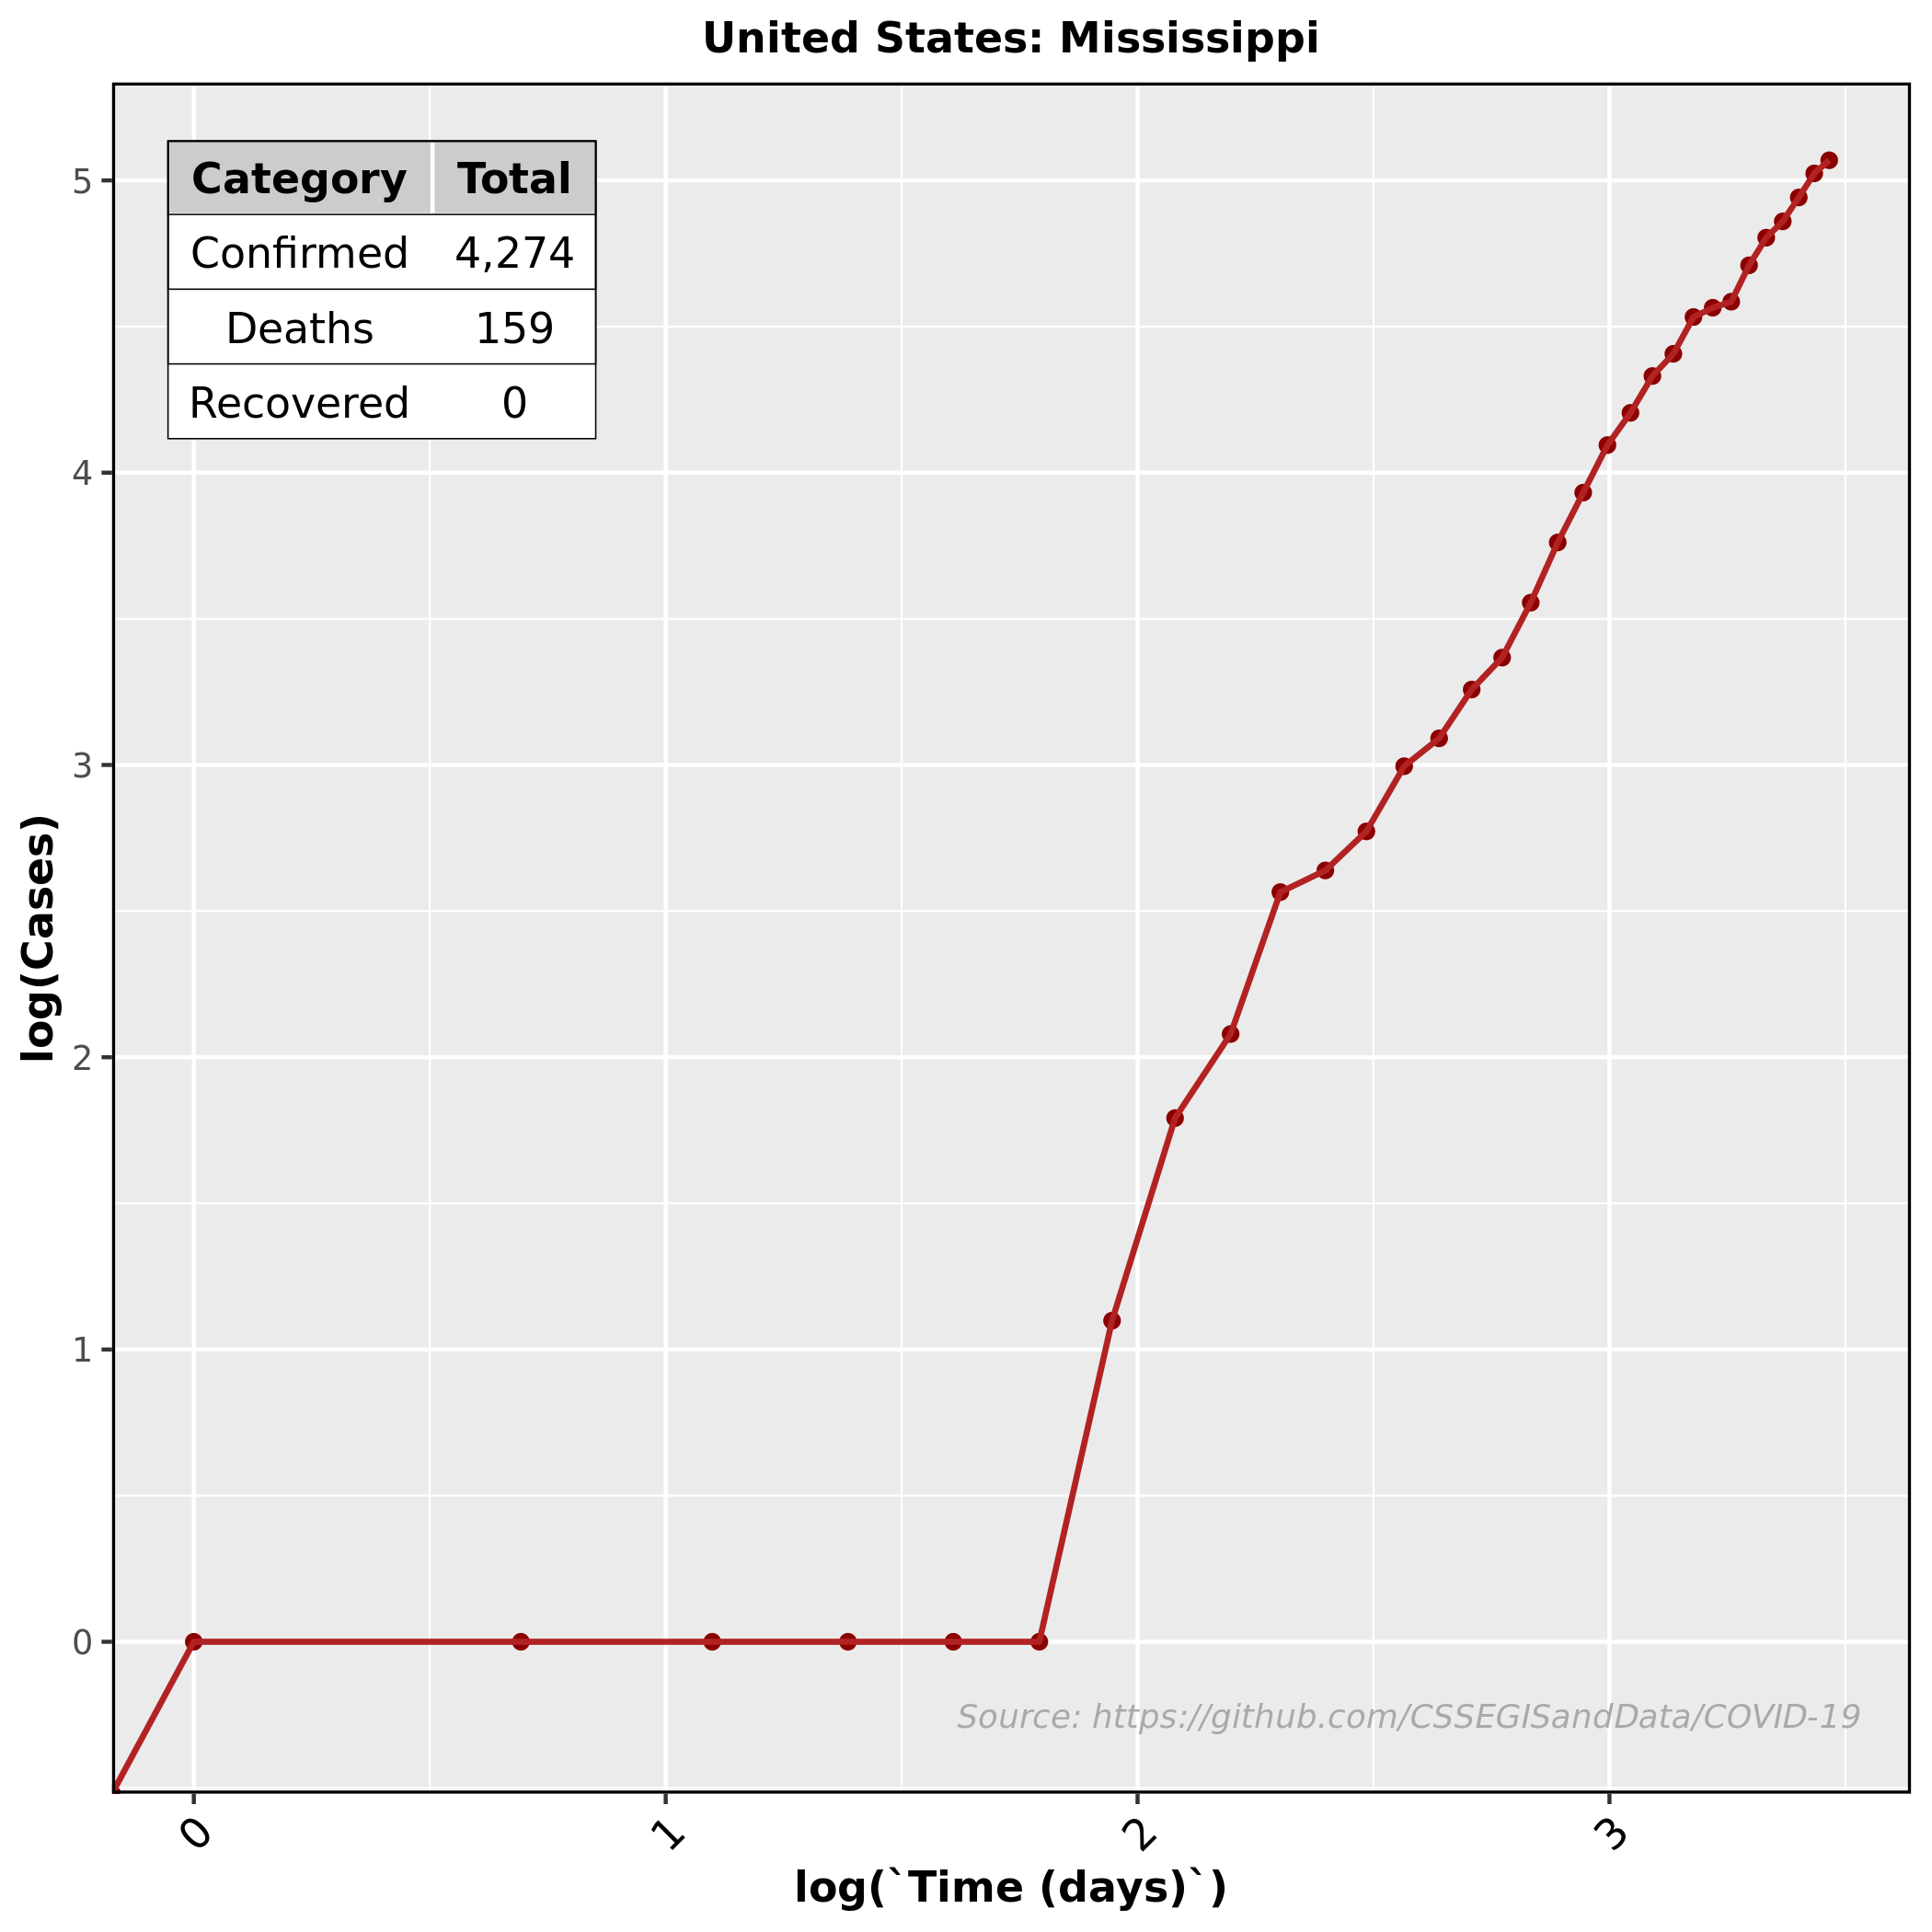 United States: Mississippi
Category Total
Confirmed 4,274
Deaths 159
Recovered 0
5
4
3
2
1
0
log(Cases)
Source: https://github.com/CSSEGISandData/COVID-19
0 1 2 3
log(`Time (days)`)